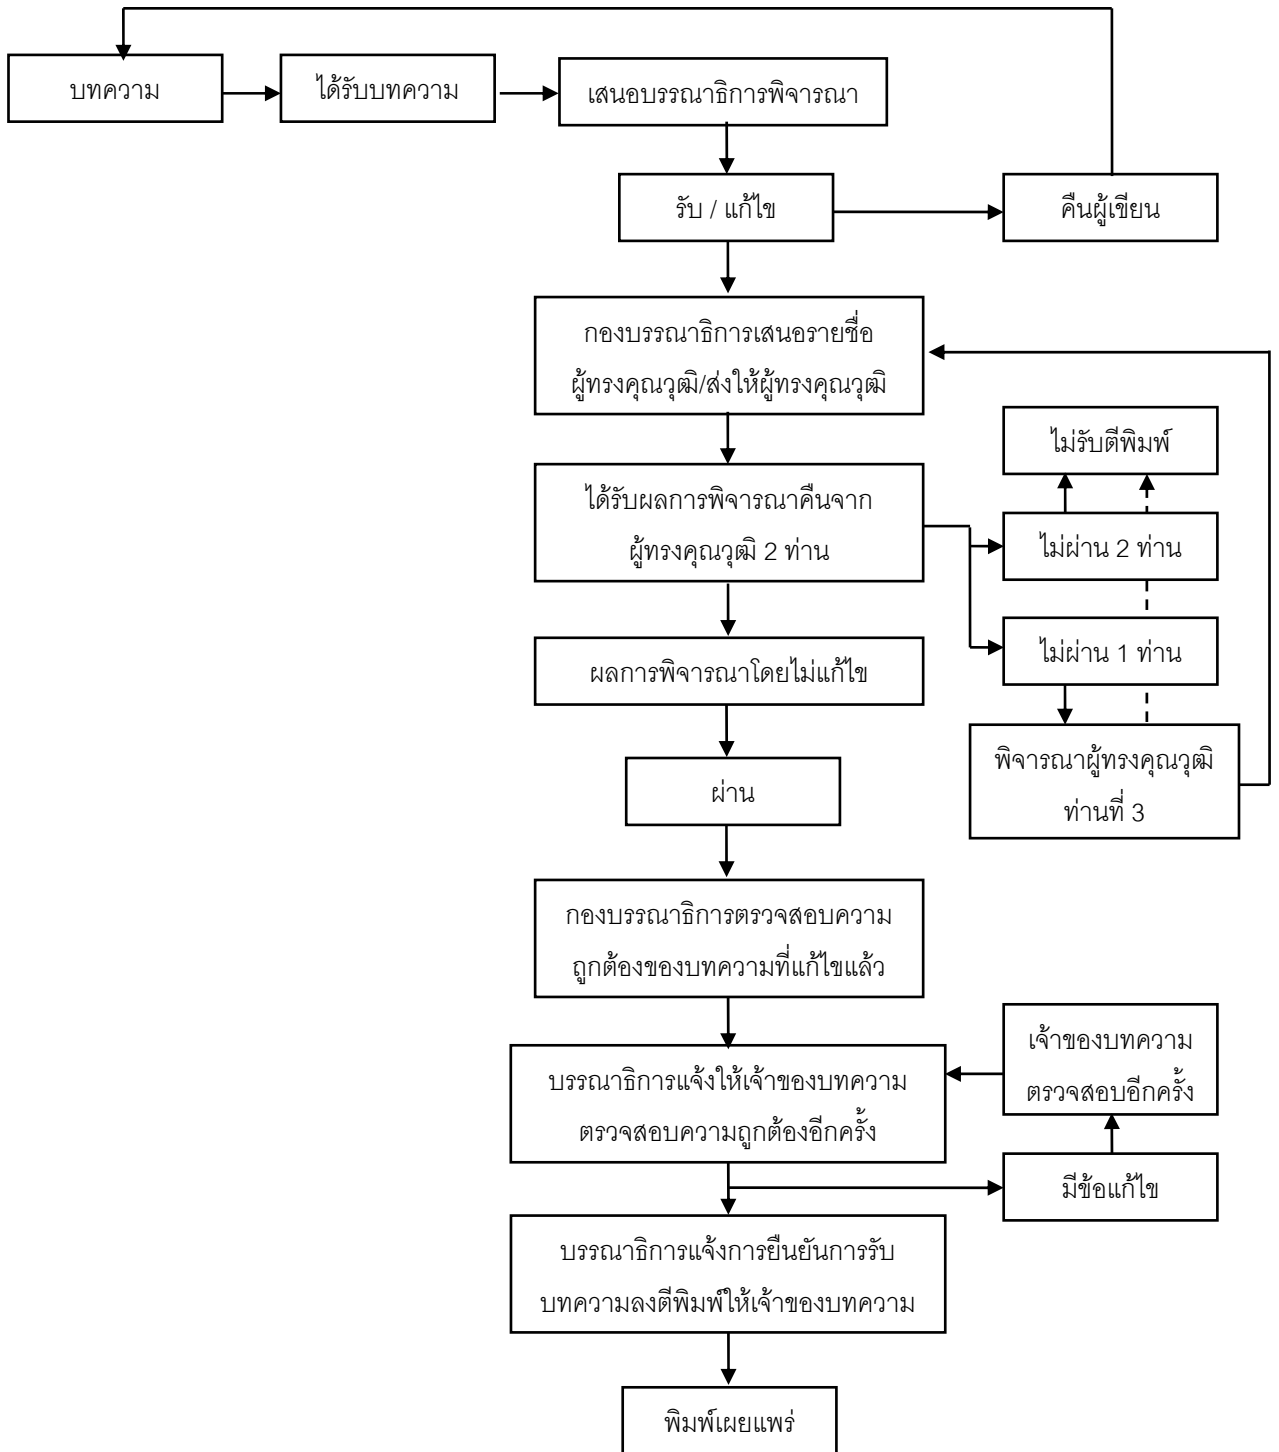 บทความ
ได้รับบทความ
เสนอบรรณาธิการพิจารณา
รับ / แก้ไข
คืนผู้เขียน
กองบรรณาธิการเสนอรายชื่อ
ผู้ทรงคุณวุฒิ/ส่งให้ผู้ทรงคุณวุฒิ
ไม่รับตีพิมพ์
ได้รับผลการพิจารณาคืนจาก
ผู้ทรงคุณวุฒิ 2 ท่าน
ไม่ผ่าน 2 ท่าน
ไม่ผ่าน 1 ท่าน
ผลการพิจารณาโดยไม่แก้ไข
พิจารณาผู้ทรงคุณวุฒิ
ท่านที่ 3
ผ่าน
กองบรรณาธิการตรวจสอบความ
ถูกต้องของบทความที่แก้ไขแล้ว
บรรณาธิการแจ้งให้เจ้าของบทความ
ตรวจสอบความถูกต้องอีกครั้ง
เจ้าของบทความ
ตรวจสอบอีกครั้ง
มีข้อแก้ไข
บรรณาธิการแจ้งการยืนยันการรับ
บทความลงตีพิมพ์ให้เจ้าของบทความ
พิมพ์เผยแพร่